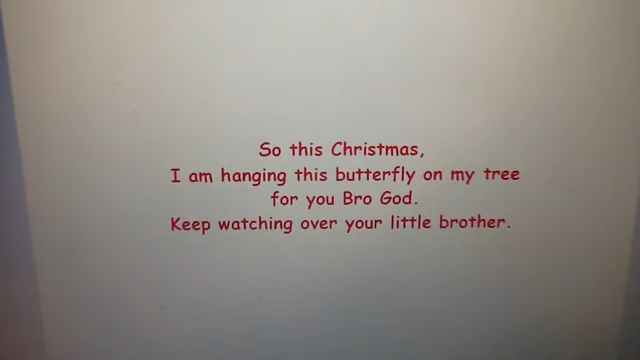 So this Christmas,
I am hanging this butterfly on my tree
for you Bro God.
Keep watching over your little brother.